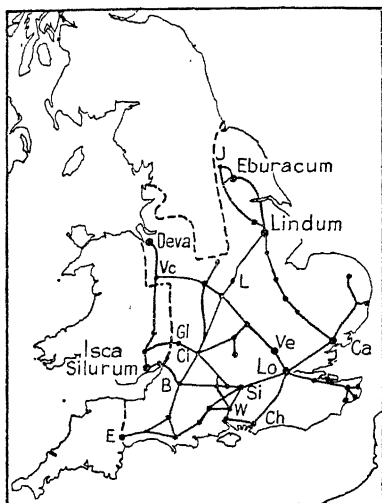 Eburacum
Lindum
Deva
Vc
L
Gl
Ci
Isca
Silurum
B
Ve
Lo
Ca
Si
W
Ch
E